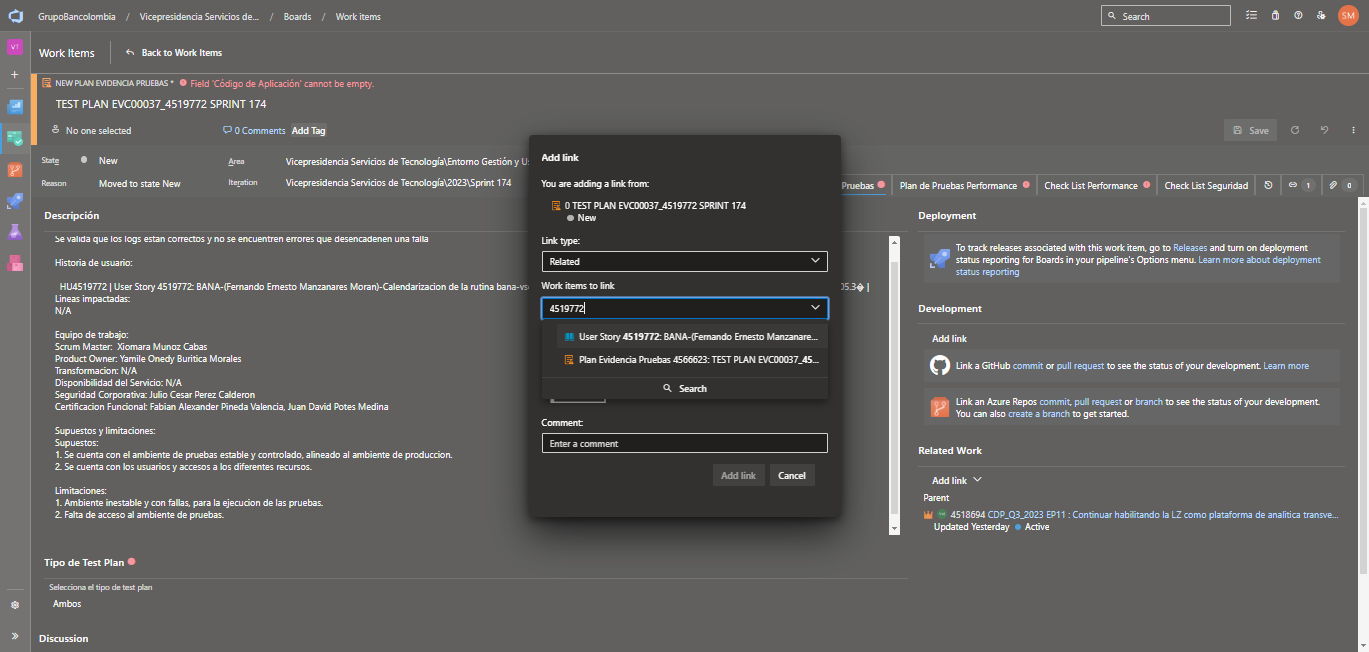 GrupoBancolombia / Vicepresidencia Servicios de... / Boards / Work items
Search
SM
VT
Work Items
Back to Work Items
NEW PLAN EVIDENCIA PRUEBAS * Field 'Código de Aplicación' cannot be empty.
TEST PLAN EVC00037_4519772 SPRINT 174
No one selected
0 Comments
Add Tag
Save
State
New
Area
Vicepresidencia Servicios de Tecnología\Entorno Gestión y Us
Reason
Moved to state New
Iteration
Vicepresidencia Servicios de Tecnología\2023\Sprint 174
Pruebas
Plan de Pruebas Performance
Check List Performance
Check List Seguridad
1
0
Descripción
Se valida que los logs estan correctos y no se encuentren errores que desencadenen una falla
Historia de usuario:
HU4519772 | User Story 4519772: BANA-(Fernando Ernesto Manzanares Moran)-Calendarizacion de la rutina bana-vs
05.3� |
Lineas impactadas:
N/A
Equipo de trabajo:
Scrum Master: Xiomara Munoz Cabas
Product Owner: Yamile Onedy Buritica Morales
Transformacion: N/A
Disponibilidad del Servicio: N/A
Seguridad Corporativa: Julio Cesar Perez Calderon
Certificacion Funcional: Fabian Alexander Pineda Valencia, Juan David Potes Medina
Supuestos y limitaciones:
Supuestos:
1. Se cuenta con el ambiente de pruebas estable y controlado, alineado al ambiente de produccion.
2. Se cuenta con los usuarios y accesos a los diferentes recursos.
Limitaciones:
1. Ambiente inestable y con fallas, para la ejecucion de las pruebas.
2. Falta de acceso al ambiente de pruebas.
Tipo de Test Plan
Selecciona el tipo de test plan
Ambos
Discussion
Add link
You are adding a link from:
0 TEST PLAN EVC00037_4519772 SPRINT 174
New
Link type:
Related
Work items to link
4519772
User Story 4519772: BANA-(Fernando Ernesto Manzanare...
Plan Evidencia Pruebas 4566623: TEST PLAN EVC00037_45...
Search
Comment:
Enter a comment
Add link
Cancel
Deployment
To track releases associated with this work item, go to Releases and turn on deployment
status reporting for Boards in your pipeline's Options menu. Learn more about deployment
status reporting
Development
Add link
Link a GitHub commit or pull request to see the status of your development. Learn more
Link an Azure Repos commit, pull request or branch to see the status of your development.
You can also create a branch to get started.
Related Work
Add link
Parent
4518694 CDP_Q3_2023 EP11 : Continuar habilitando la LZ como plataforma de analitica transve...
Updated Yesterday
Active